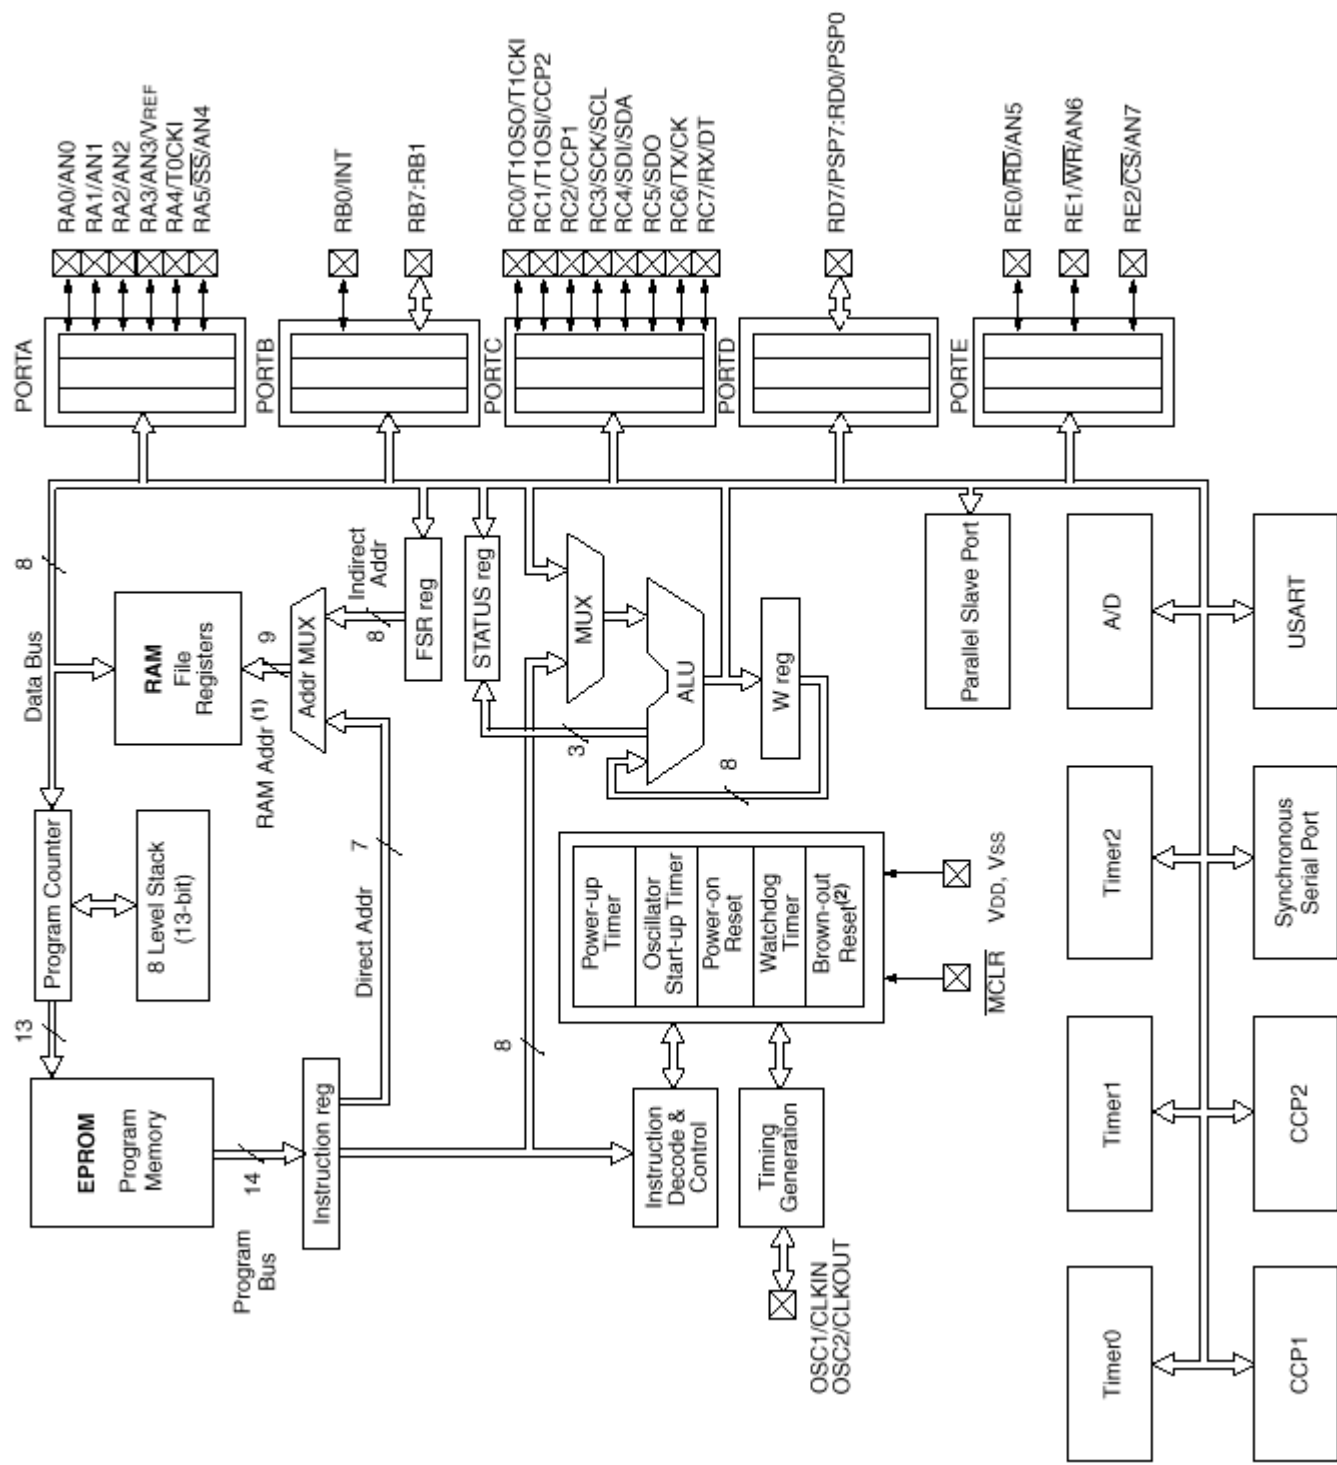 EPROM
Program
Memory
13
Program Counter
8 Level Stack
(13-bit)
Data Bus
8
RAM
File
Registers
RAM Addr (1)
9
Addr MUX
Program
Bus
14
Instruction reg
Direct Addr
7
8
Indirect
Addr
FSR reg
STATUS reg
8
3
MUX
ALU
8
W reg
Instruction
Decode &
Control
Timing
Generation
OSC1/CLKIN
OSC2/CLKOUT
Power-up
Timer
Oscillator
Start-up Timer
Power-on
Reset
Watchdog
Timer
Brown-out
Reset(2)
MCLR
VDD, VSS
Parallel Slave Port
PORTA
RA0/AN0
RA1/AN1
RA2/AN2
RA3/AN3/VREF
RA4/T0CKI
RA5/SS/AN4
PORTB
RB0/INT
RB7:RB1
PORTC
RC0/T1OSO/T1CKI
RC1/T1OSI/CCP2
RC2/CCP1
RC3/SCK/SCL
RC4/SDI/SDA
RC5/SDO
RC6/TX/CK
RC7/RX/DT
PORTD
RD7/PSP7:RD0/PSP0
PORTE
RE0/RD/AN5
RE1/WR/AN6
RE2/CS/AN7
Timer0
Timer1
Timer2
A/D
CCP1
CCP2
Synchronous
Serial Port
USART